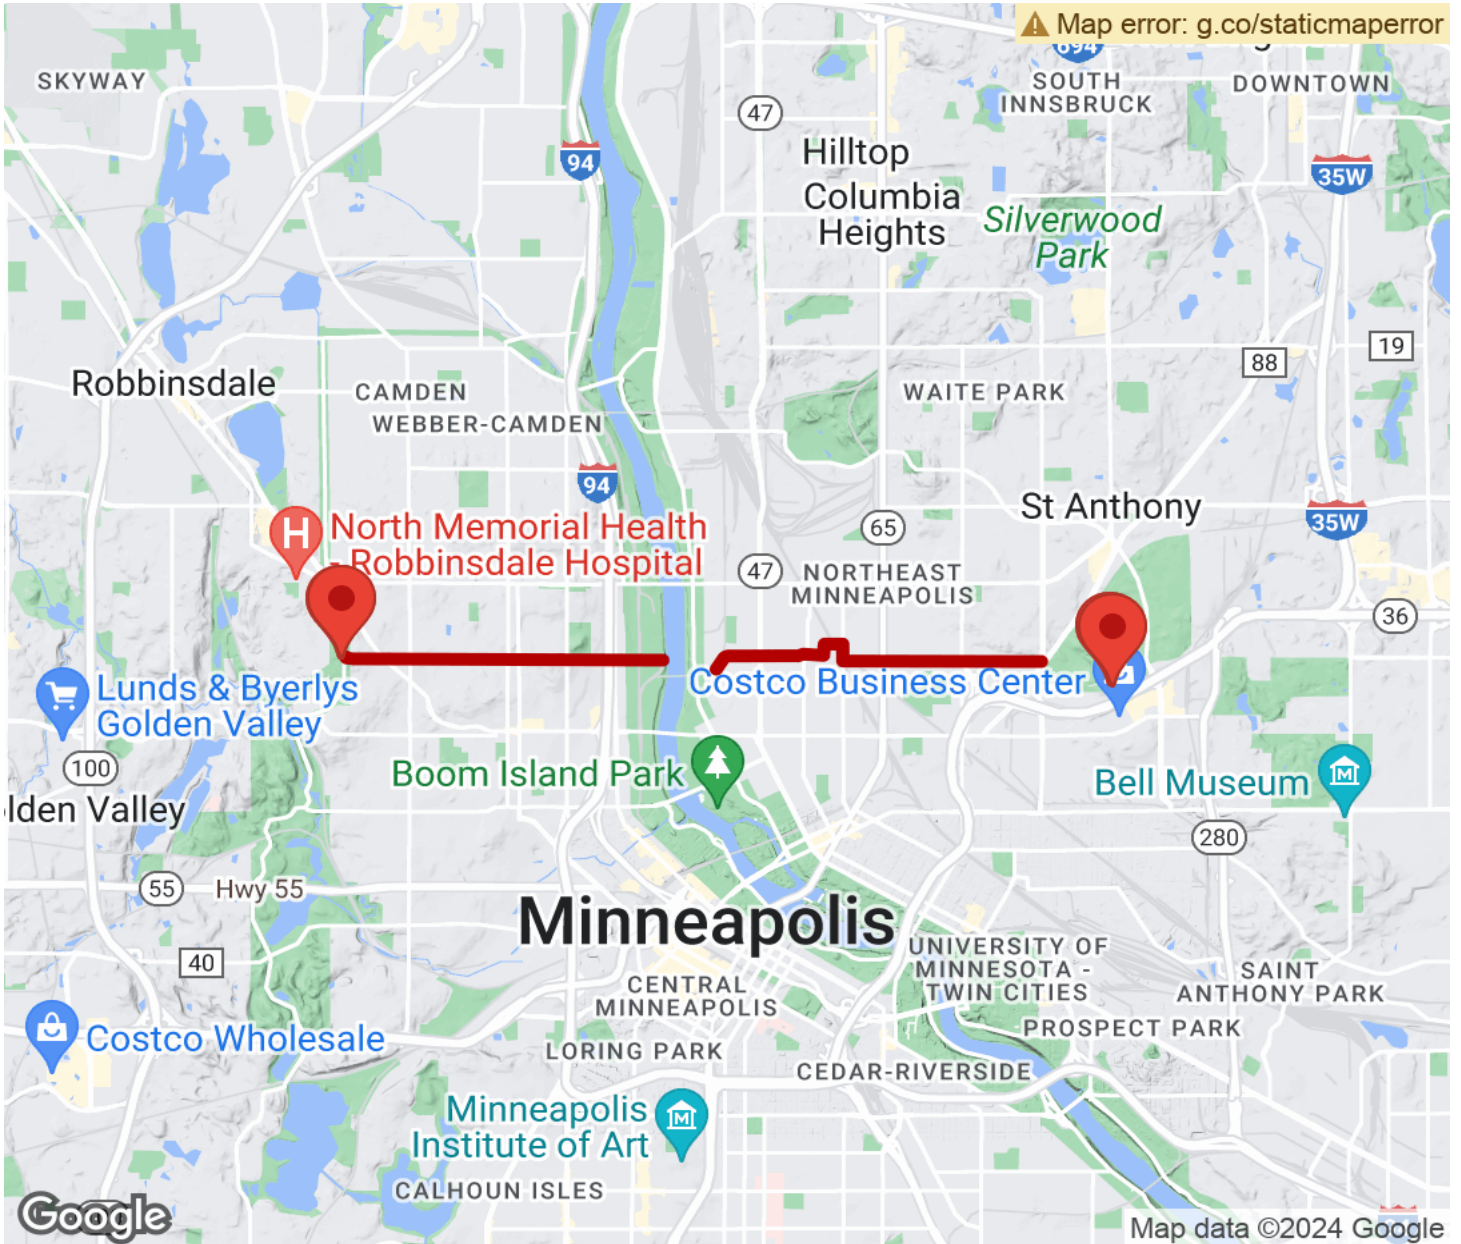 Map error: g.co/staticmaperror
694
SKYWAY
SOUTH
INNSBRUCK
DOWNTOWN
47
94
Hilltop
35W
Columbia
Heights
Silverwood
Park
88
19
Robbinsdale
CAMDEN
WAITE PARK
WEBBER-CAMDEN
94
St Anthony
35W
65
North Memorial Health
- Robbinsdale Hospital
47
NORTHEAST
MINNEAPOLIS
36
Costco Business Center
Lunds & Byerlys
Golden Valley
100
Boom Island Park
Bell Museum
lden Valley
280
55
Hwy 55
Minneapolis
UNIVERSITY OF
MINNESOTA -
TWIN CITIES
40
CENTRAL
MINNEAPOLIS
SAINT
ANTHONY PARK
Costco Wholesale
PROSPECT PARK
LORING PARK
CEDAR-RIVERSIDE
Minneapolis
Institute of Art
CALHOUN ISLES
Google
Map data ©2024 Google